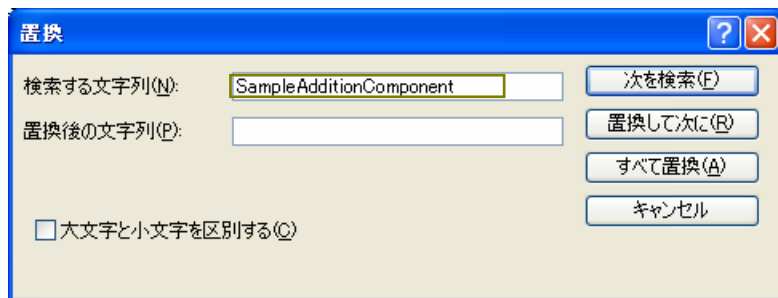 置換
検索する文字列(N): SampleAdditionComponent 次を検索(F)
置換後の文字列(P): 置換して次に(R)
すべて置換(A)
キャンセル
大文字と小文字を区別する(C)